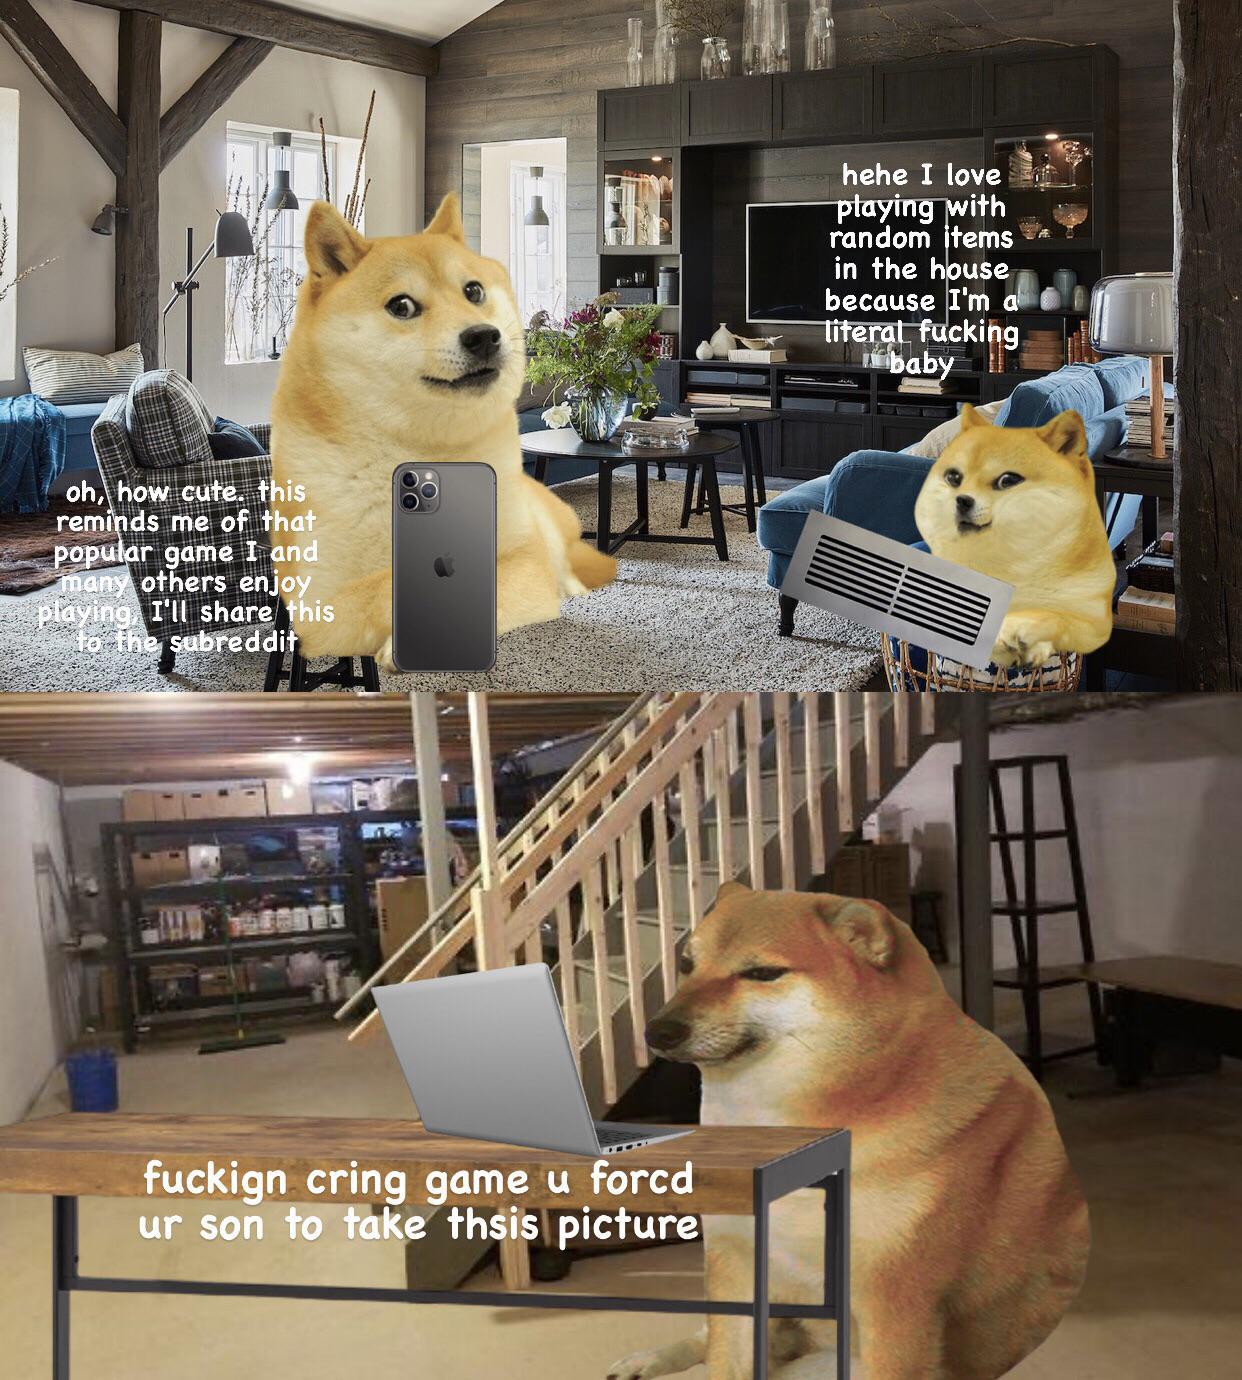 hehe I love
playing with
random items
in the house
because I'm a
literal fucking
baby
oh, how cute. this
reminds me of that
popular game I and
many others enjoy
playing, I'll share this
to the subreddit
fuckign cring game u forcd
ur son to take thsis picture